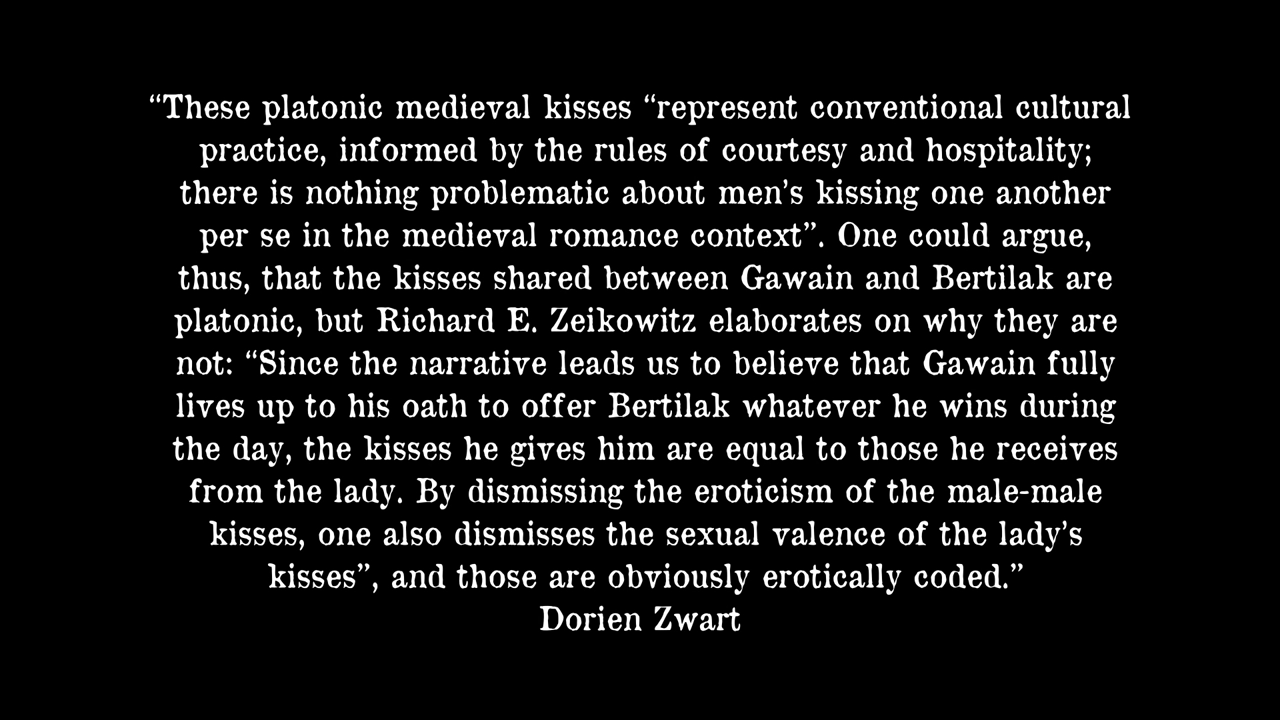 “These platonic medieval kisses “represent conventional cultural
practice, informed by the rules of courtesy and hospitality;
there is nothing problematic about men’s kissing one another
per se in the medieval romance context”. One could argue,
thus, that the kisses shared between Gawain and Bertilak are
platonic, but Richard E. Zeikowitz elaborates on why they are
not: “Since the narrative leads us to believe that Gawain fully
lives up to his oath to offer Bertilak whatever he wins during
the day, the kisses he gives him are equal to those he receives
from the lady. By dismissing the eroticism of the male-male
kisses, one also dismisses the sexual valence of the lady’s
kisses”, and those are obviously erotically coded.”
Dorien Zwart